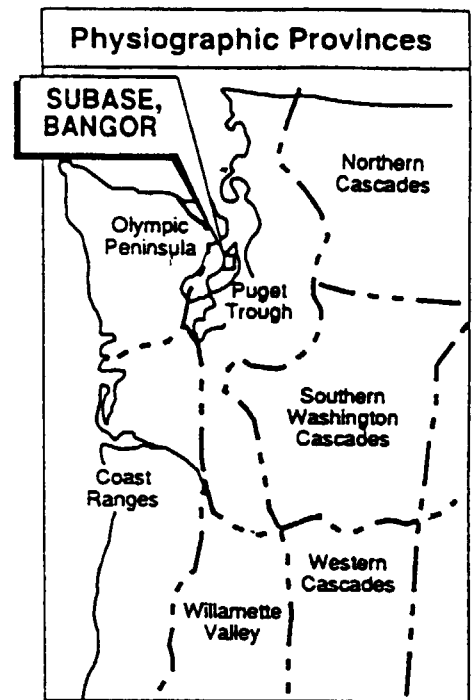 Physiographic Provinces
SUBASE,
BANGOR
Northern
Cascades
Olympic
Peninsula
Puget
Trough
Southern
Washington
Cascades
Coast
Ranges
Western
Cascades
Willamette
Valley